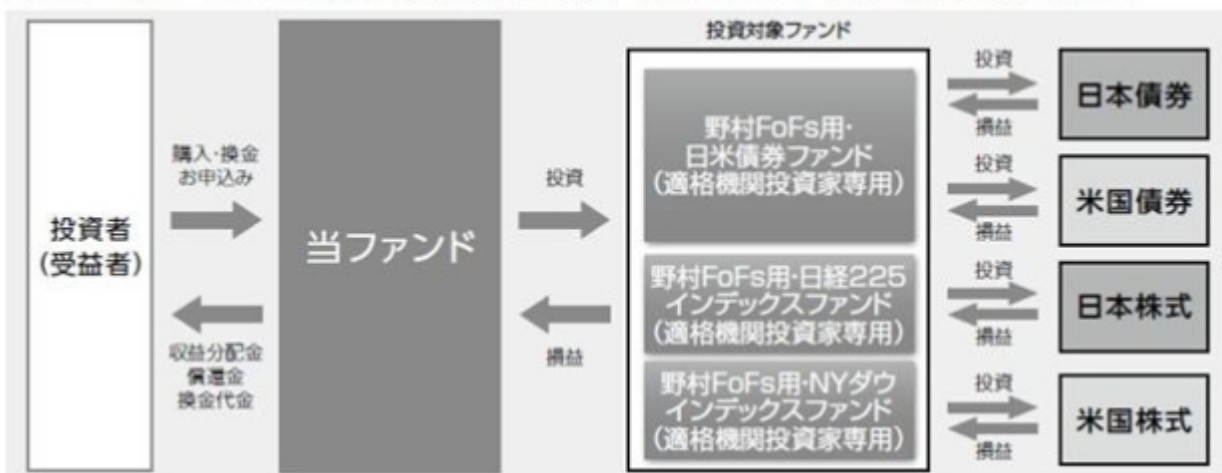 投資者
(受益者)
購入・換金
お申込み
収益分配金
償還金
換金代金
当ファンド
投資
損益
投資対象ファンド
野村FoFs用・
日米債券ファンド
(適格機関投資家専用)
野村FoFs用・日経225
インデックスファンド
(適格機関投資家専用)
野村FoFs用・NYダウ
インデックスファンド
(適格機関投資家専用)
投資
損益
日本債券
投資
損益
米国債券
投資
損益
日本株式
投資
損益
米国株式